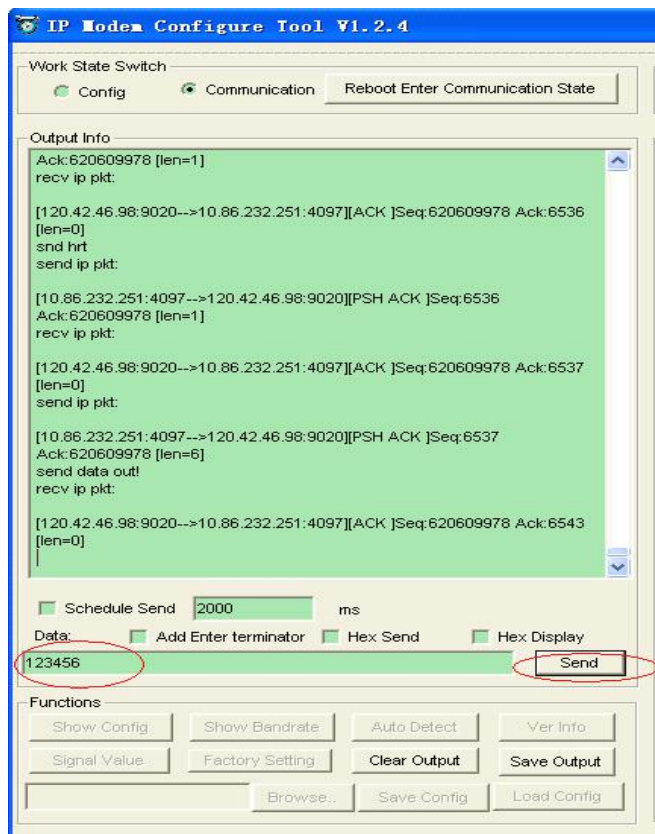 IP Modem Configure Tool V1.2.4
Work State Switch
Config
Communication
Reboot Enter Communication State
Output Info
Ack:620609978 [len=1]
recv ip pkt:
[120.42.46.98:9020-->10.86.232.251:4097][ACK ]Seq:620609978 Ack:6536
[len=0]
snd hrt
send ip pkt:
[10.86.232.251:4097-->120.42.46.98:9020][PSH ACK ]Seq:6536
Ack:620609978 [len=1]
recv ip pkt:
[120.42.46.98:9020-->10.86.232.251:4097][ACK ]Seq:620609978 Ack:6537
[len=0]
send ip pkt:
[10.86.232.251:4097-->120.42.46.98:9020][PSH ACK ]Seq:6537
Ack:620609978 [len=6]
send data out!
recv ip pkt:
[120.42.46.98:9020-->10.86.232.251:4097][ACK ]Seq:620609978 Ack:6543
[len=0]
Schedule Send 2000 ms
Data: Add Enter terminator Hex Send Hex Display
123456 Send
Functions
Show Config Show Bandrate Auto Detect Ver Info
Signal Value Factory Setting Clear Output Save Output
Browse.. Save Config Load Config